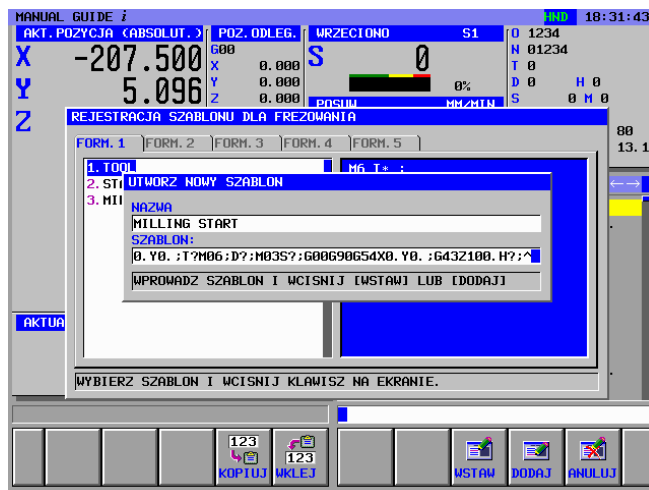 MANUAL GUIDE i HND 18:31:43
AKT.POZYCJA (ABSOLUT.) POZ.ODLEG. WRZECIONO S1 O 1234
X -207.500 G00 S 0 N 01234
X 0.000 T 0
Y 5.096 Y 0.000 0% D 0 H 0
Z 0.000 POSUW MM/MIN S 0 M 0
Z REJESTRACJA SZABLONU DLA FREZOWANIA
80
FORM. 1 FORM. 2 FORM. 3 FORM. 4 FORM. 5 13.1
1. TOOL M6 T* ;
2. ST
UTWORZ NOWY SZABLON
3. MI
NAZWA
MILLING START
SZABLON:
0.Y0.;T?M06;D?;M03S?;G00G90G54X0.Y0.;G43Z100.H?;^
WPROWADZ SZABLON I WCISNIJ [WSTAW] LUB [DODAJ]
AKTUA
WYBIERZ SZABLON I WCISNIJ KLAWISZ NA EKRANIE.
123 123
KOPIUJ WKLEJ WSTAW DODAJ ANULUJ